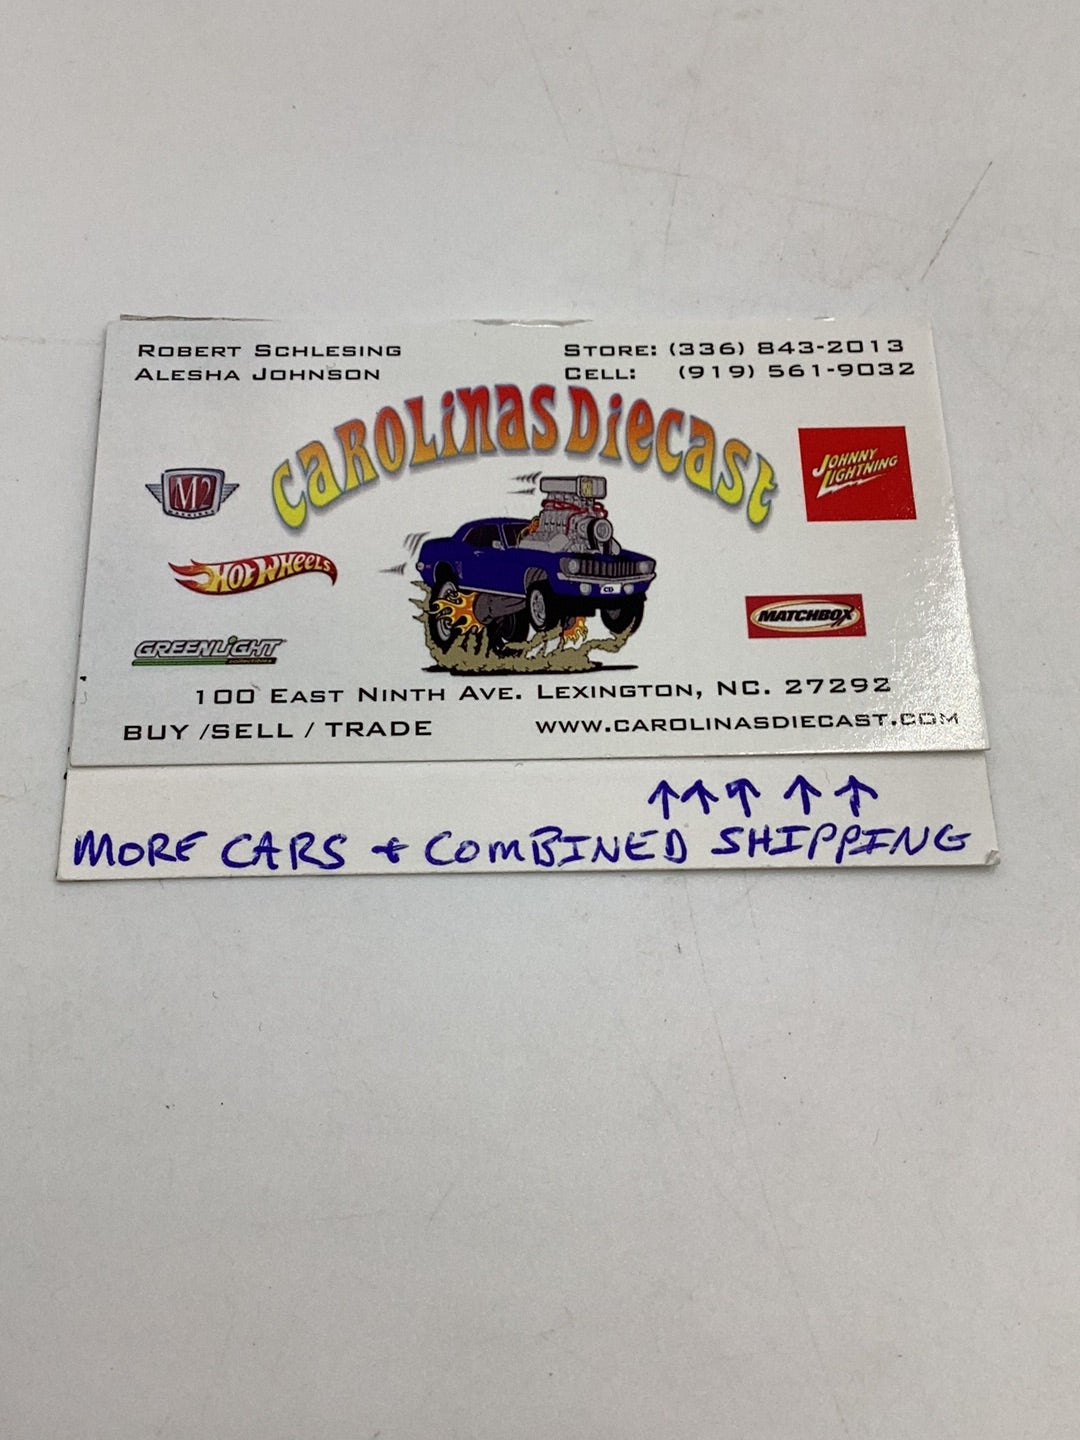 ROBERT SCHLESING
ALESHA JOHNSON
STORE: (336) 843-2013
CELL: (919) 561-9032
CAROLINAS DIECAST
M2
JOHNNY LIGHTNING
HOT WHEELS
MATCHBOX
GREENLIGHT
CD
100 EAST NINTH AVE. LEXINGTON, NC. 27292
BUY /SELL / TRADE
WWW.CAROLINASDIECAST.COM
↑↑↑ ↑ ↑
MORE CARS + COMBINED SHIPPING